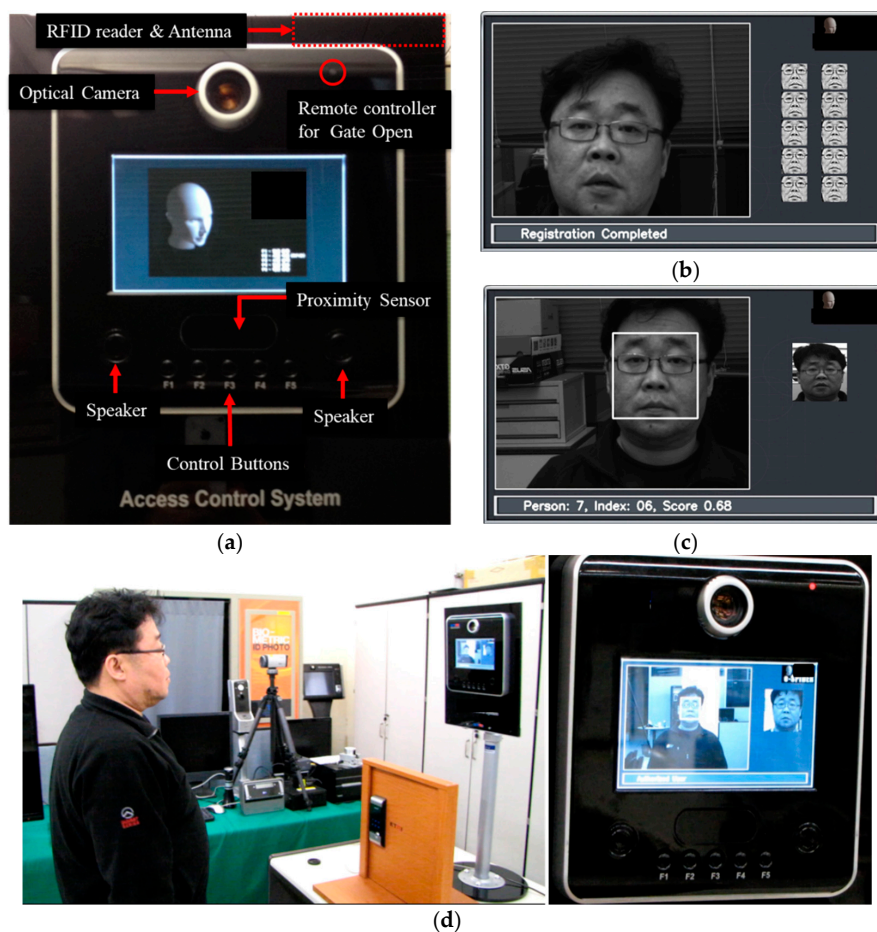 RFID reader & Antenna
Optical Camera
Remote controller
for Gate Open
Proximity Sensor
F1 F2 F3 F4 F5
Speaker
Speaker
Control Buttons
Access Control System
(a)
Registration Completed
(b)
Person: 7, Index: 06, Score 0.68
(c)
BIO-
METRIC
ID PHOTO
Authorized User
F1 F2 F3 F4 F5
(d)